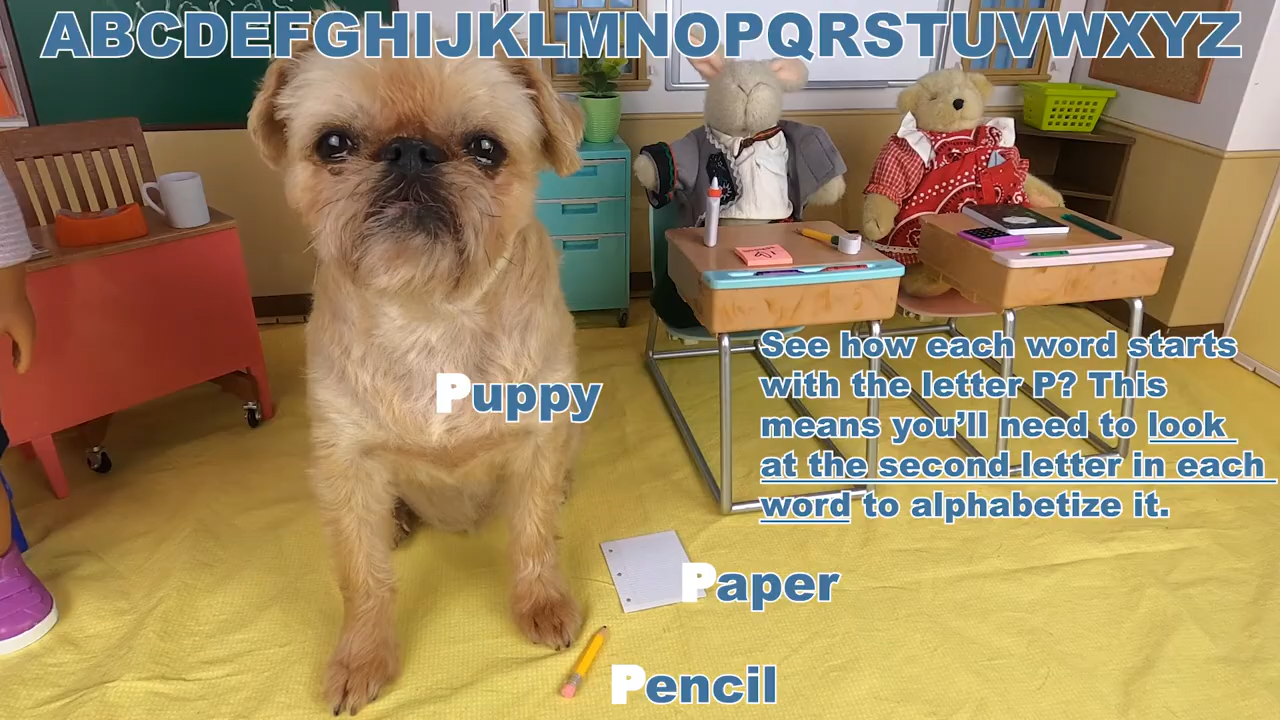 ABCDEFGHIJKLMNOPQRSTUVWXYZ
See how each word starts
with the letter P? This
means you'll need to look
at the second letter in each
word to alphabetize it.
Puppy
Paper
Pencil